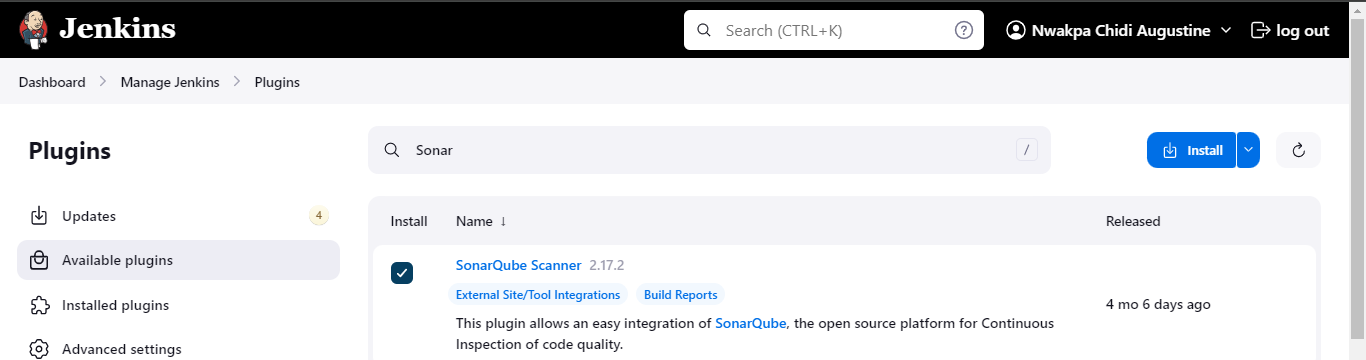 Jenkins
Search (CTRL+K)
?
Nwakpa Chidi Augustine
log out
Dashboard > Manage Jenkins > Plugins
Plugins
Sonar
/
Install
Updates 4
Available plugins
Installed plugins
Advanced settings
Install Name ↓ Released
SonarQube Scanner 2.17.2
External Site/Tool Integrations Build Reports
This plugin allows an easy integration of SonarQube, the open source platform for Continuous
Inspection of code quality.
4 mo 6 days ago